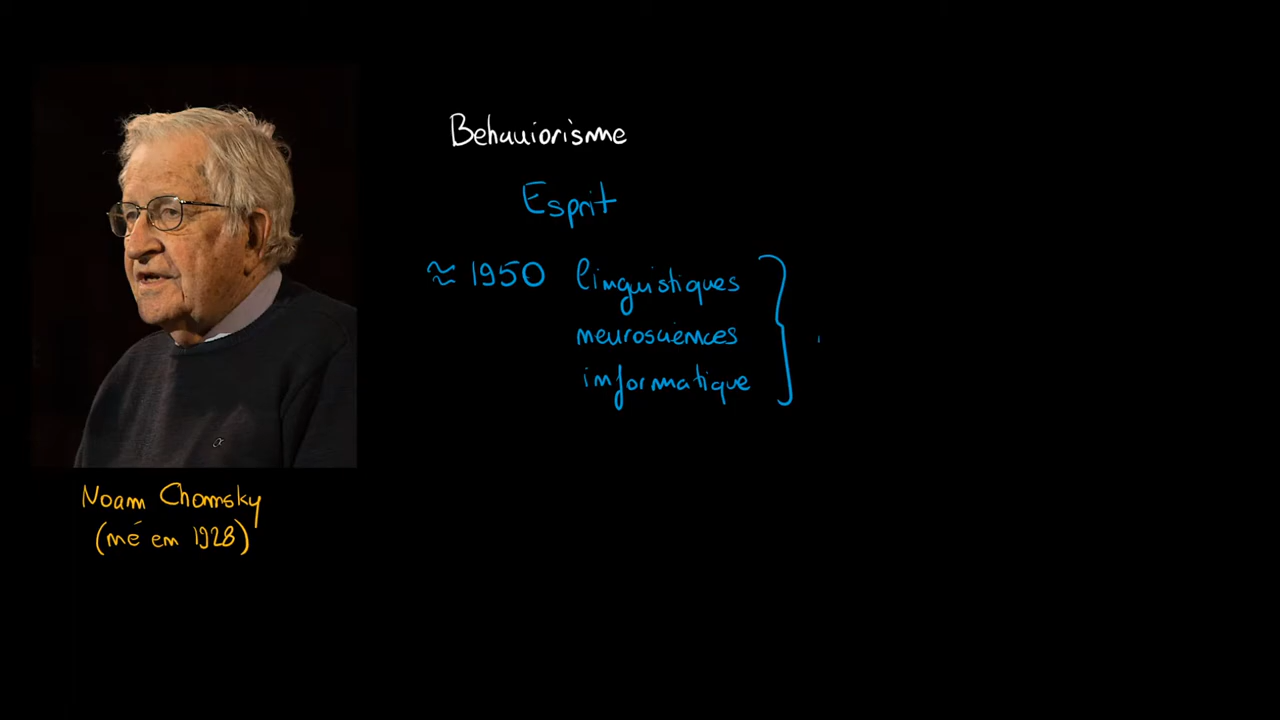 Behaviorisme
Esprit
≈ 1950 linguistiques
neurosciences
informatique
Noam Chomsky
(né en 1928)